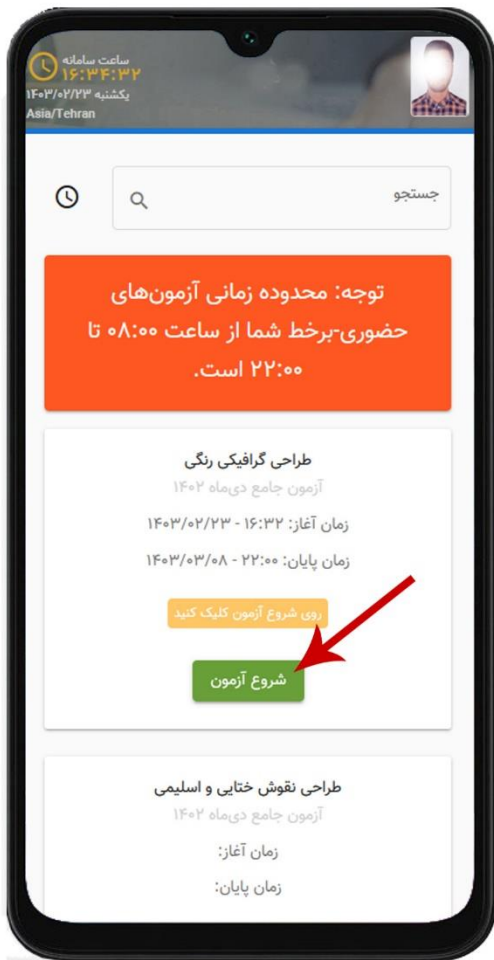 ساعت سامانه
۱۶:۳۴:۳۲
یکشنبه ۱۴۰۳/۰۲/۲۳
Asia/Tehran
جستجو
توجه: محدوده زمانی آزمون‌های
حضوری-برخط شما از ساعت ۰۸:۰۰ تا
۲۲:۰۰ است.
طراحی گرافیکی رنگی
آزمون جامع دی‌ماه ۱۴۰۲
زمان آغاز: ۱۶:۳۲ - ۱۴۰۳/۰۲/۲۳
زمان پایان: ۲۲:۰۰ - ۱۴۰۳/۰۳/۰۸
روی شروع آزمون کلیک کنید
شروع آزمون
طراحی نقوش ختایی و اسلیمی
آزمون جامع دی‌ماه ۱۴۰۲
زمان آغاز:
زمان پایان: